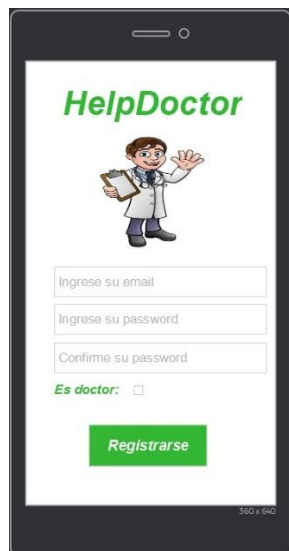 HelpDoctor
Ingrese su email
Ingrese su password
Confirme su password
Es doctor:
Registrarse
360 x 640